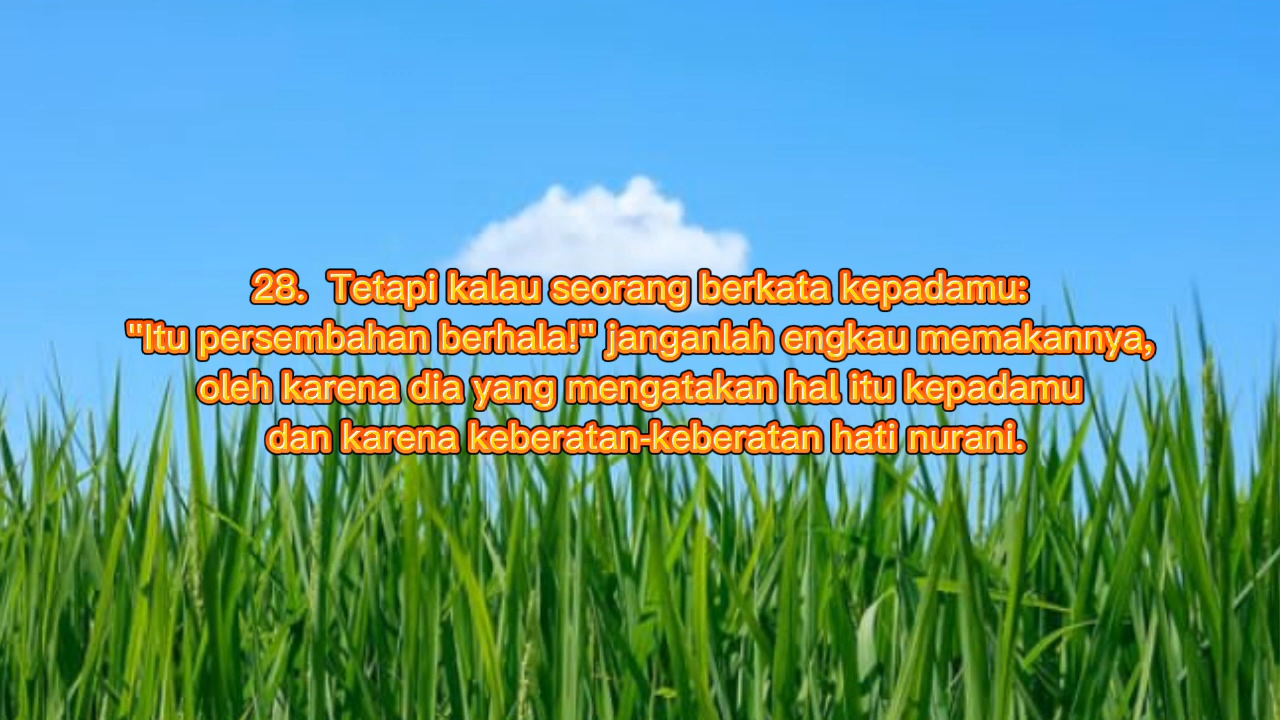 28.  Tetapi kalau seorang berkata kepadamu:
"Itu persembahan berhala!" janganlah engkau memakannya,
oleh karena dia yang mengatakan hal itu kepadamu
dan karena keberatan-keberatan hati nurani.